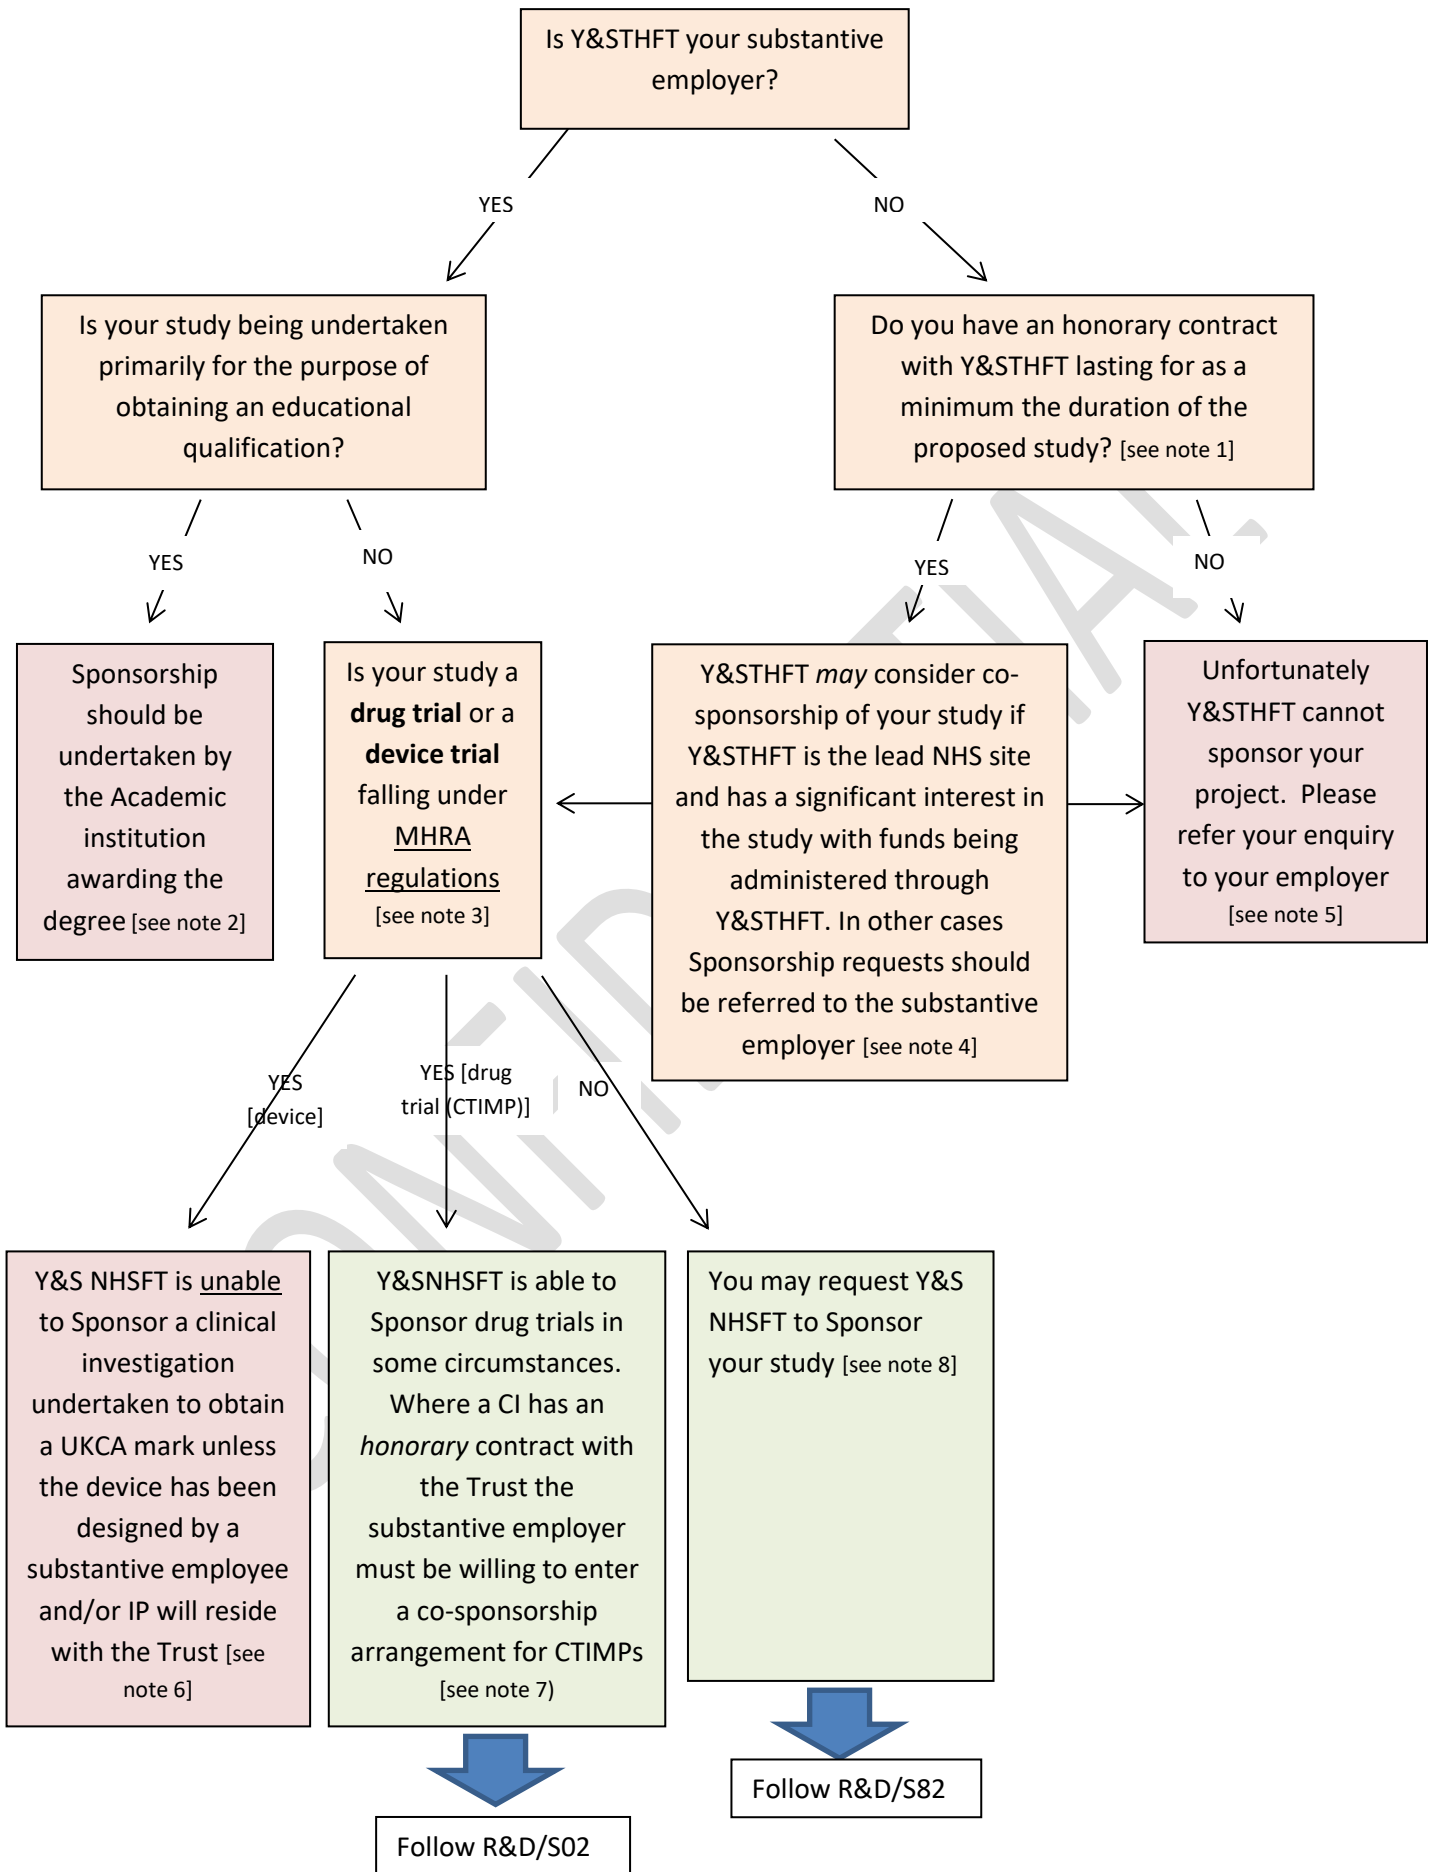 Is Y&STHFT your substantive
employer?
YES
NO
Is your study being undertaken
primarily for the purpose of
obtaining an educational
qualification?
Do you have an honorary contract
with Y&STHFT lasting for as a
minimum the duration of the
proposed study? [see note 1]
YES
NO
YES
NO
Sponsorship
should be
undertaken by
the Academic
institution
awarding the
degree [see note 2]
Is your study a
drug trial or a
device trial
falling under
MHRA
regulations
[see note 3]
Y&STHFT may consider co-
sponsorship of your study if
Y&STHFT is the lead NHS site
and has a significant interest in
the study with funds being
administered through
Y&STHFT. In other cases
Sponsorship requests should
be referred to the substantive
employer [see note 4]
Unfortunately
Y&STHFT cannot
sponsor your
project. Please
refer your enquiry
to your employer
[see note 5]
YES
[device]
YES [drug
trial (CTIMP)]
NO
Y&S NHSFT is unable
to Sponsor a clinical
investigation
undertaken to obtain
a UKCA mark unless
the device has been
designed by a
substantive employee
and/or IP will reside
with the Trust [see
note 6]
Y&SNHSFT is able to
Sponsor drug trials in
some circumstances.
Where a CI has an
honorary contract with
the Trust the
substantive employer
must be willing to enter
a co-sponsorship
arrangement for CTIMPs
[see note 7)
You may request Y&S
NHSFT to Sponsor
your study [see note 8]
Follow R&D/S82
Follow R&D/S02